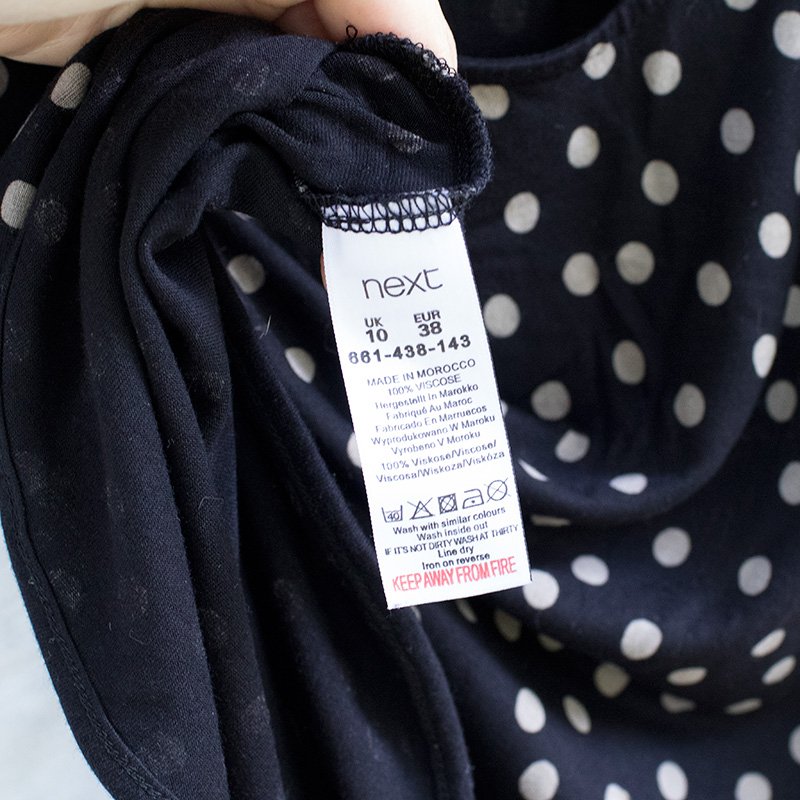 next
UK EUR
10 38
661-438-143
MADE IN MOROCCO
100% VISCOSE
Hergestellt In Marokko
Fabriqué Au Maroc
Fabricado En Marruecos
Wyprodukowano W Maroku
Vyrobeno V Moroku
100% Viskose/Viscose/
Viscosa/Wiskoza/Viskóza
40
Wash with similar colours
Wash inside out
IF IT'S NOT DIRTY WASH AT THIRTY
Line dry
Iron on reverse
KEEP AWAY FROM FIRE